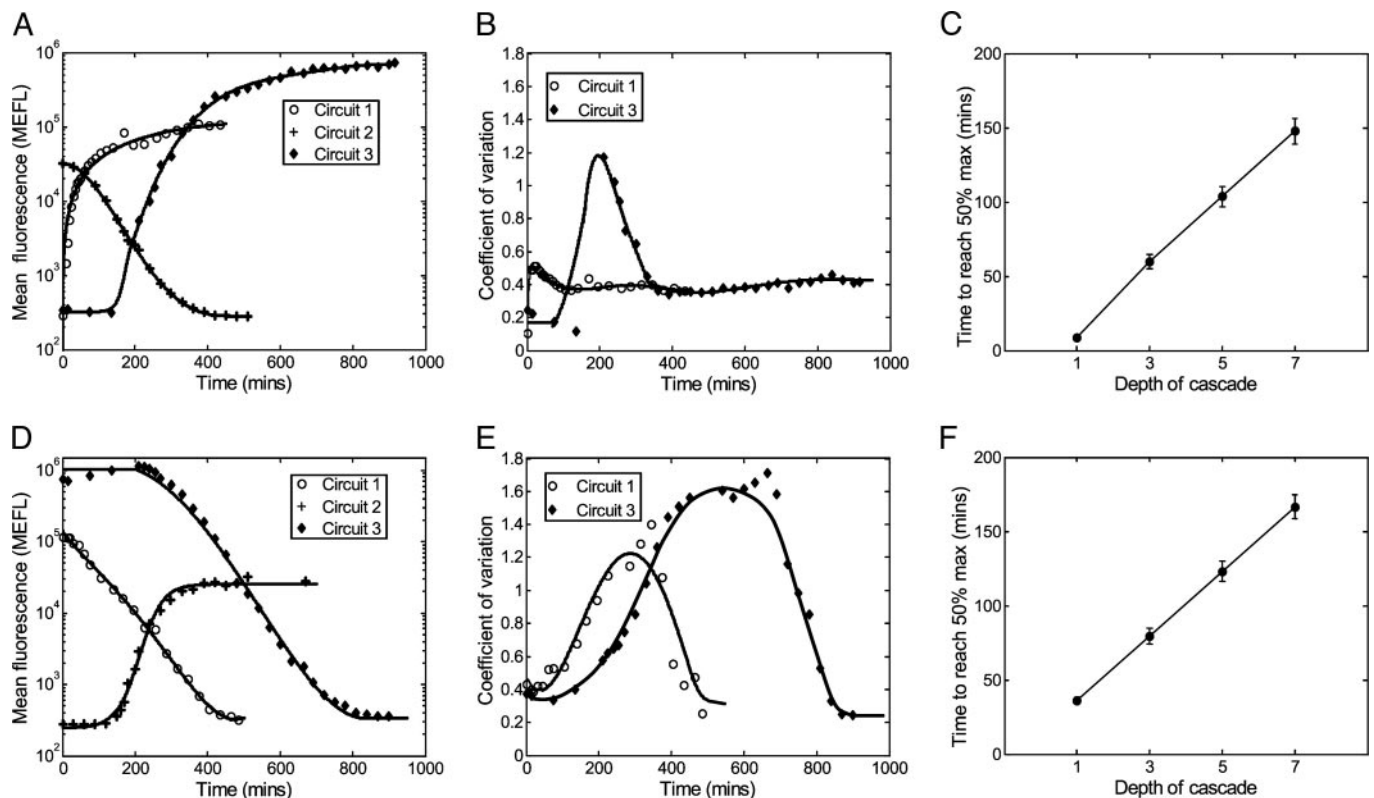 A
Mean fluorescence (MEFL)
10^6
10^5
10^4
10^3
10^2
Circuit 1
Circuit 2
Circuit 3
0 200 400 600 800 1000
Time (mins)
B
Coefficient of variation
1.8
1.6
1.4
1.2
1
0.8
0.6
0.4
0.2
0
Circuit 1
Circuit 3
0 200 400 600 800 1000
Time (mins)
C
Time to reach 50% max (mins)
200
150
100
50
0
1 3 5 7
Depth of cascade
D
Mean fluorescence (MEFL)
10^6
10^5
10^4
10^3
10^2
Circuit 1
Circuit 2
Circuit 3
0 200 400 600 800 1000
Time (mins)
E
Coefficient of variation
1.8
1.6
1.4
1.2
1
0.8
0.6
0.4
0.2
0
Circuit 1
Circuit 3
0 200 400 600 800 1000
Time (mins)
F
Time to reach 50% max (mins)
200
150
100
50
0
1 3 5 7
Depth of cascade